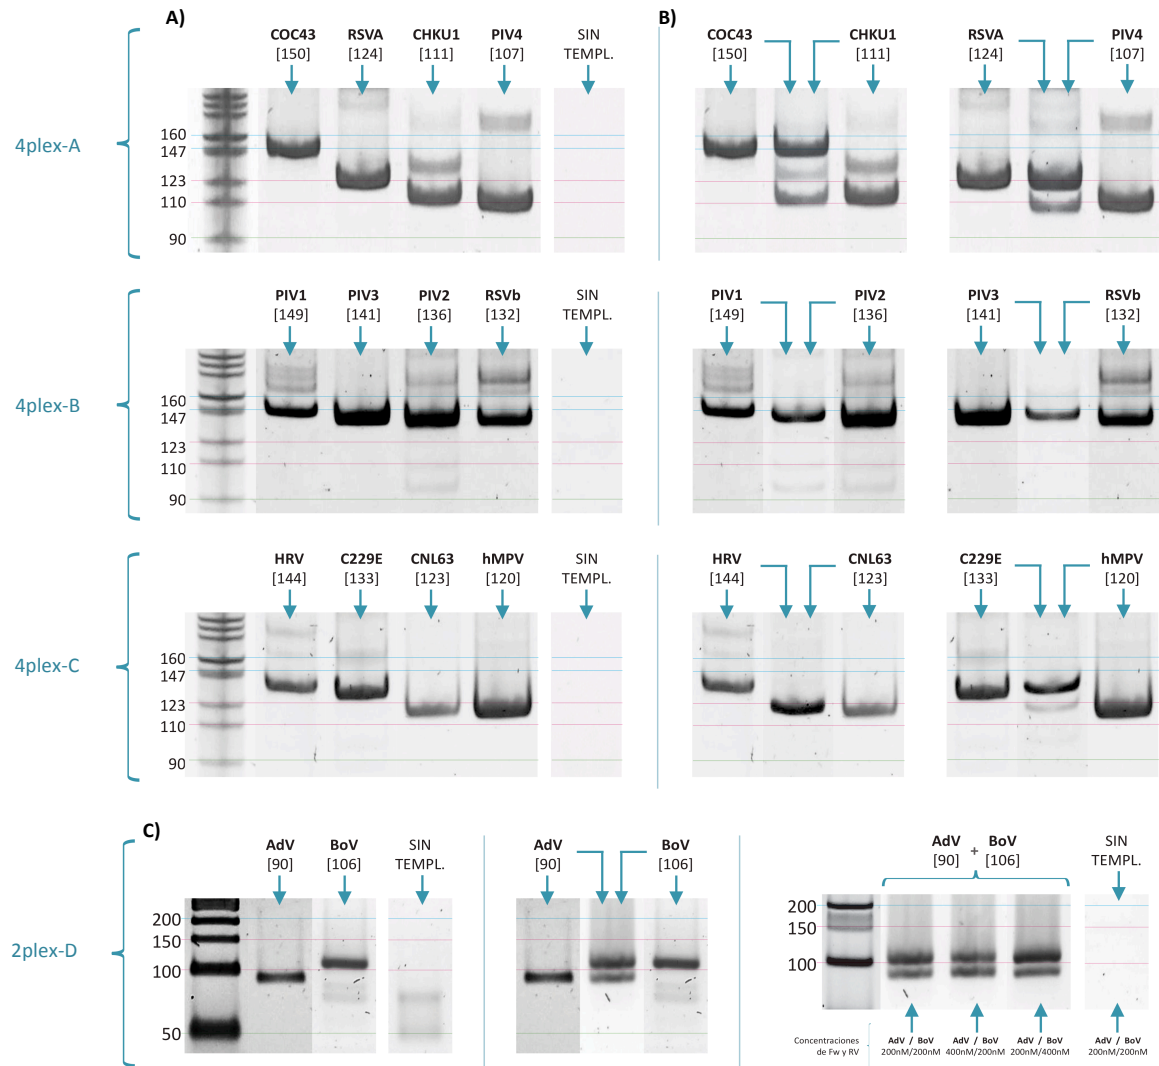 A)
B)
COC43 RSVA CHKU1 PIV4 SIN
[150] [124] [111] [107] TEMPL.
COC43 CHKU1 RSVA PIV4
[150] [111] [124] [107]
4plex-A
160
147
123
110
90
PIV1 PIV3 PIV2 RSVb SIN
[149] [141] [136] [132] TEMPL.
PIV1 PIV2 PIV3 RSVb
[149] [136] [141] [132]
4plex-B
160
147
123
110
90
HRV C229E CNL63 hMPV SIN
[144] [133] [123] [120] TEMPL.
HRV CNL63 C229E hMPV
[144] [123] [133] [120]
4plex-C
160
147
123
110
90
C)
AdV BoV SIN
[90] [106] TEMPL.
AdV BoV
[90] [106]
AdV + BoV SIN
[90] [106] TEMPL.
2plex-D
200
150
100
50
200
150
100
Concentraciones
de Fw y RV
AdV / BoV AdV / BoV AdV / BoV AdV / BoV
200nM/200nM 400nM/200nM 200nM/400nM 200nM/200nM